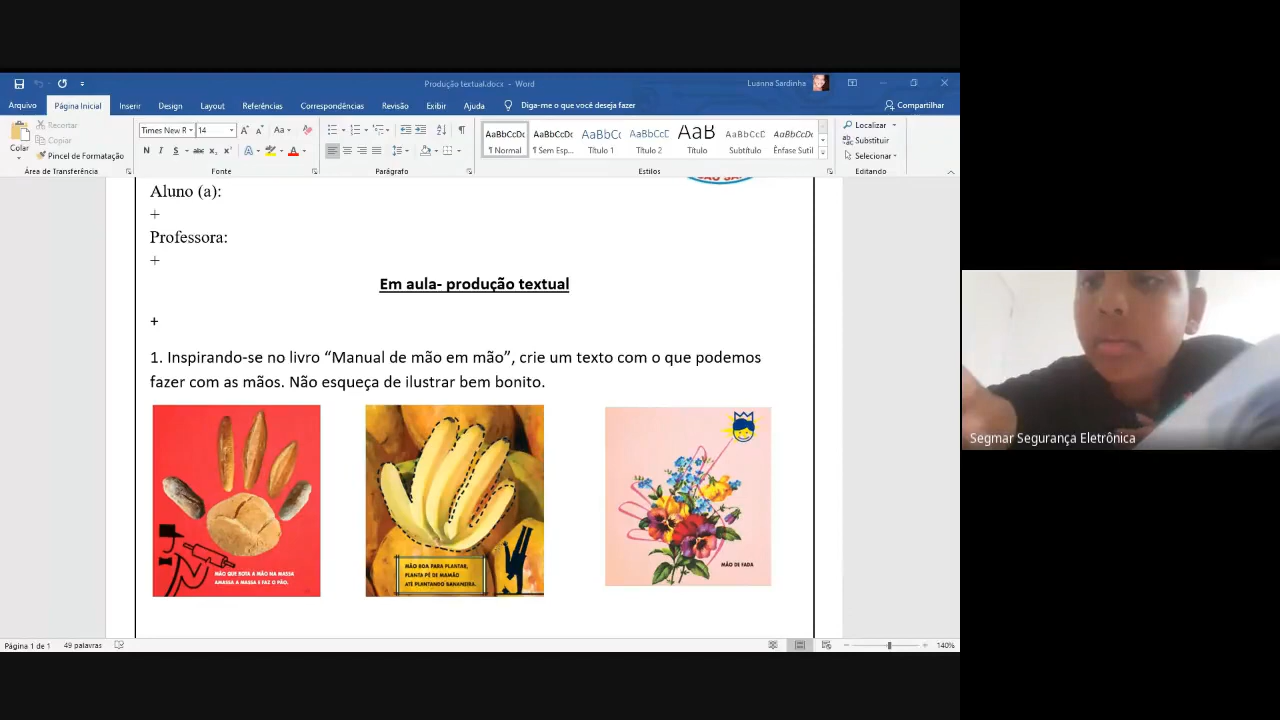 Produção textual.docx - Word
Luanna Sardinha
Arquivo
Página Inicial
Inserir
Design
Layout
Referências
Correspondências
Revisão
Exibir
Ajuda
Diga-me o que você deseja fazer
Compartilhar
Colar
Recortar
Copiar
Pincel de Formatação
Área de Transferência
Times New R
14
Aa
N I S abc x₂ x²
Fonte
Parágrafo
AaBbCcDc
¶ Normal
AaBbCcDc
¶ Sem Esp...
AaBbCc
Título 1
AaBbCcD
Título 2
AaB
Título
AaBbCcD
Subtítulo
AaBbCcDc
Ênfase Sutil
Estilos
Localizar
Substituir
Selecionar
Editando
Aluno (a):
+
Professora:
+
Em aula- produção textual
+
1. Inspirando-se no livro “Manual de mão em mão”, crie um texto com o que podemos
fazer com as mãos. Não esqueça de ilustrar bem bonito.
MÃO QUE BOTA A MÃO NA MASSA
AMASSA A MASSA E FAZ O PÃO.
MÃO BOA PARA PLANTAR,
PLANTA PÉ DE MAMÃO
ATÉ PLANTANDO BANANEIRA.
MÃO DE FADA
Segmar Segurança Eletrônica
Página 1 de 1
49 palavras
140%